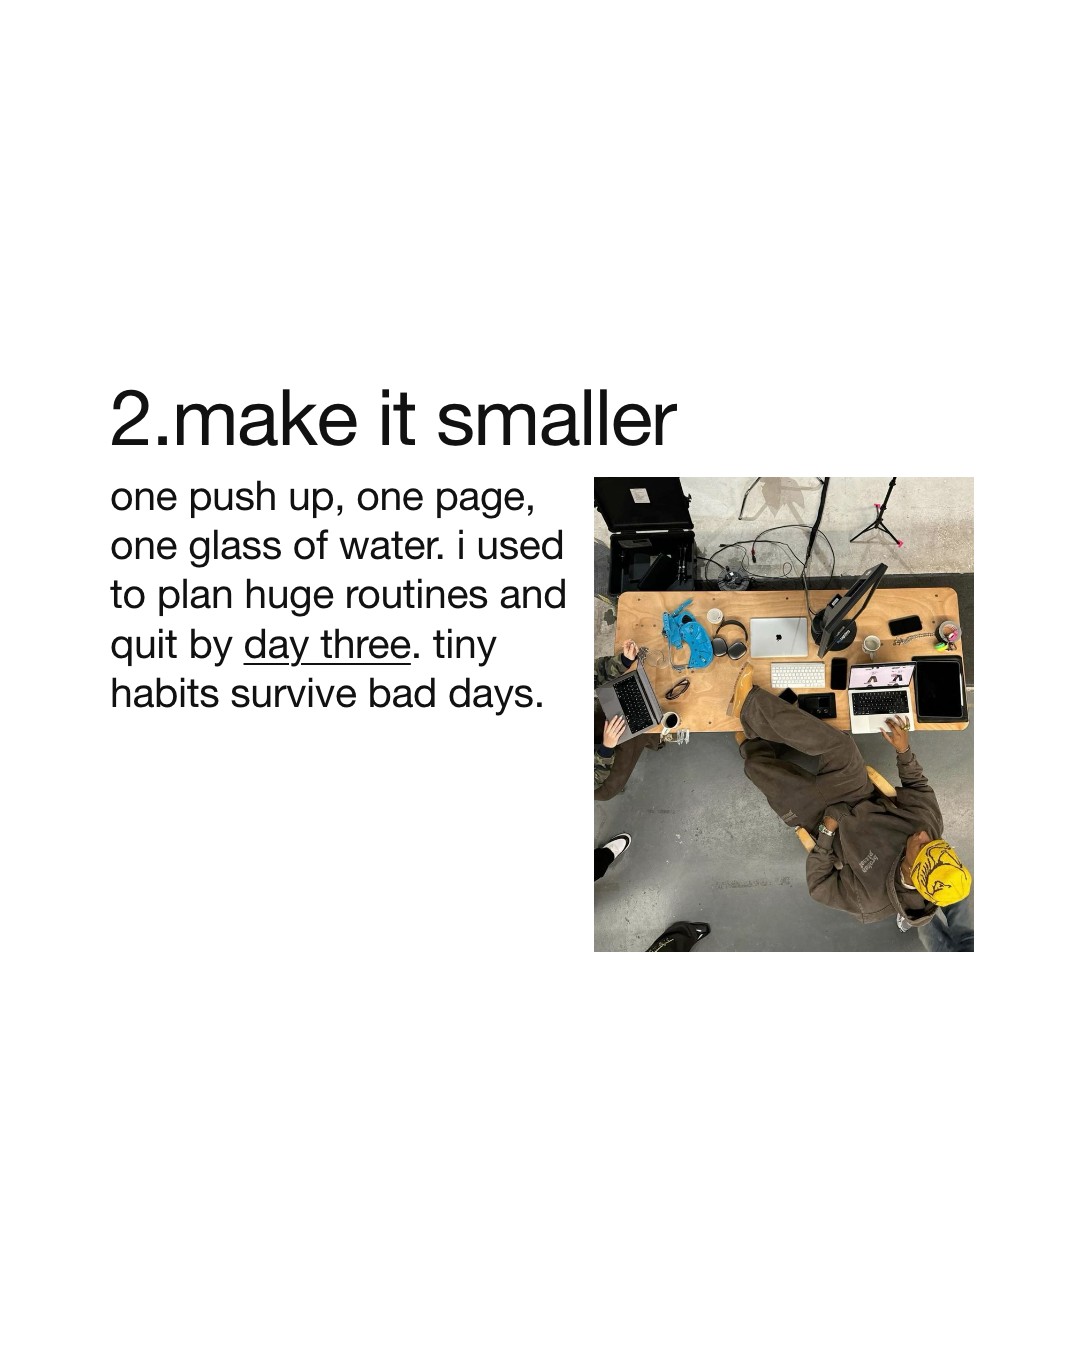 2.make it smaller
one push up, one page,
one glass of water. i used
to plan huge routines and
quit by day three. tiny
habits survive bad days.